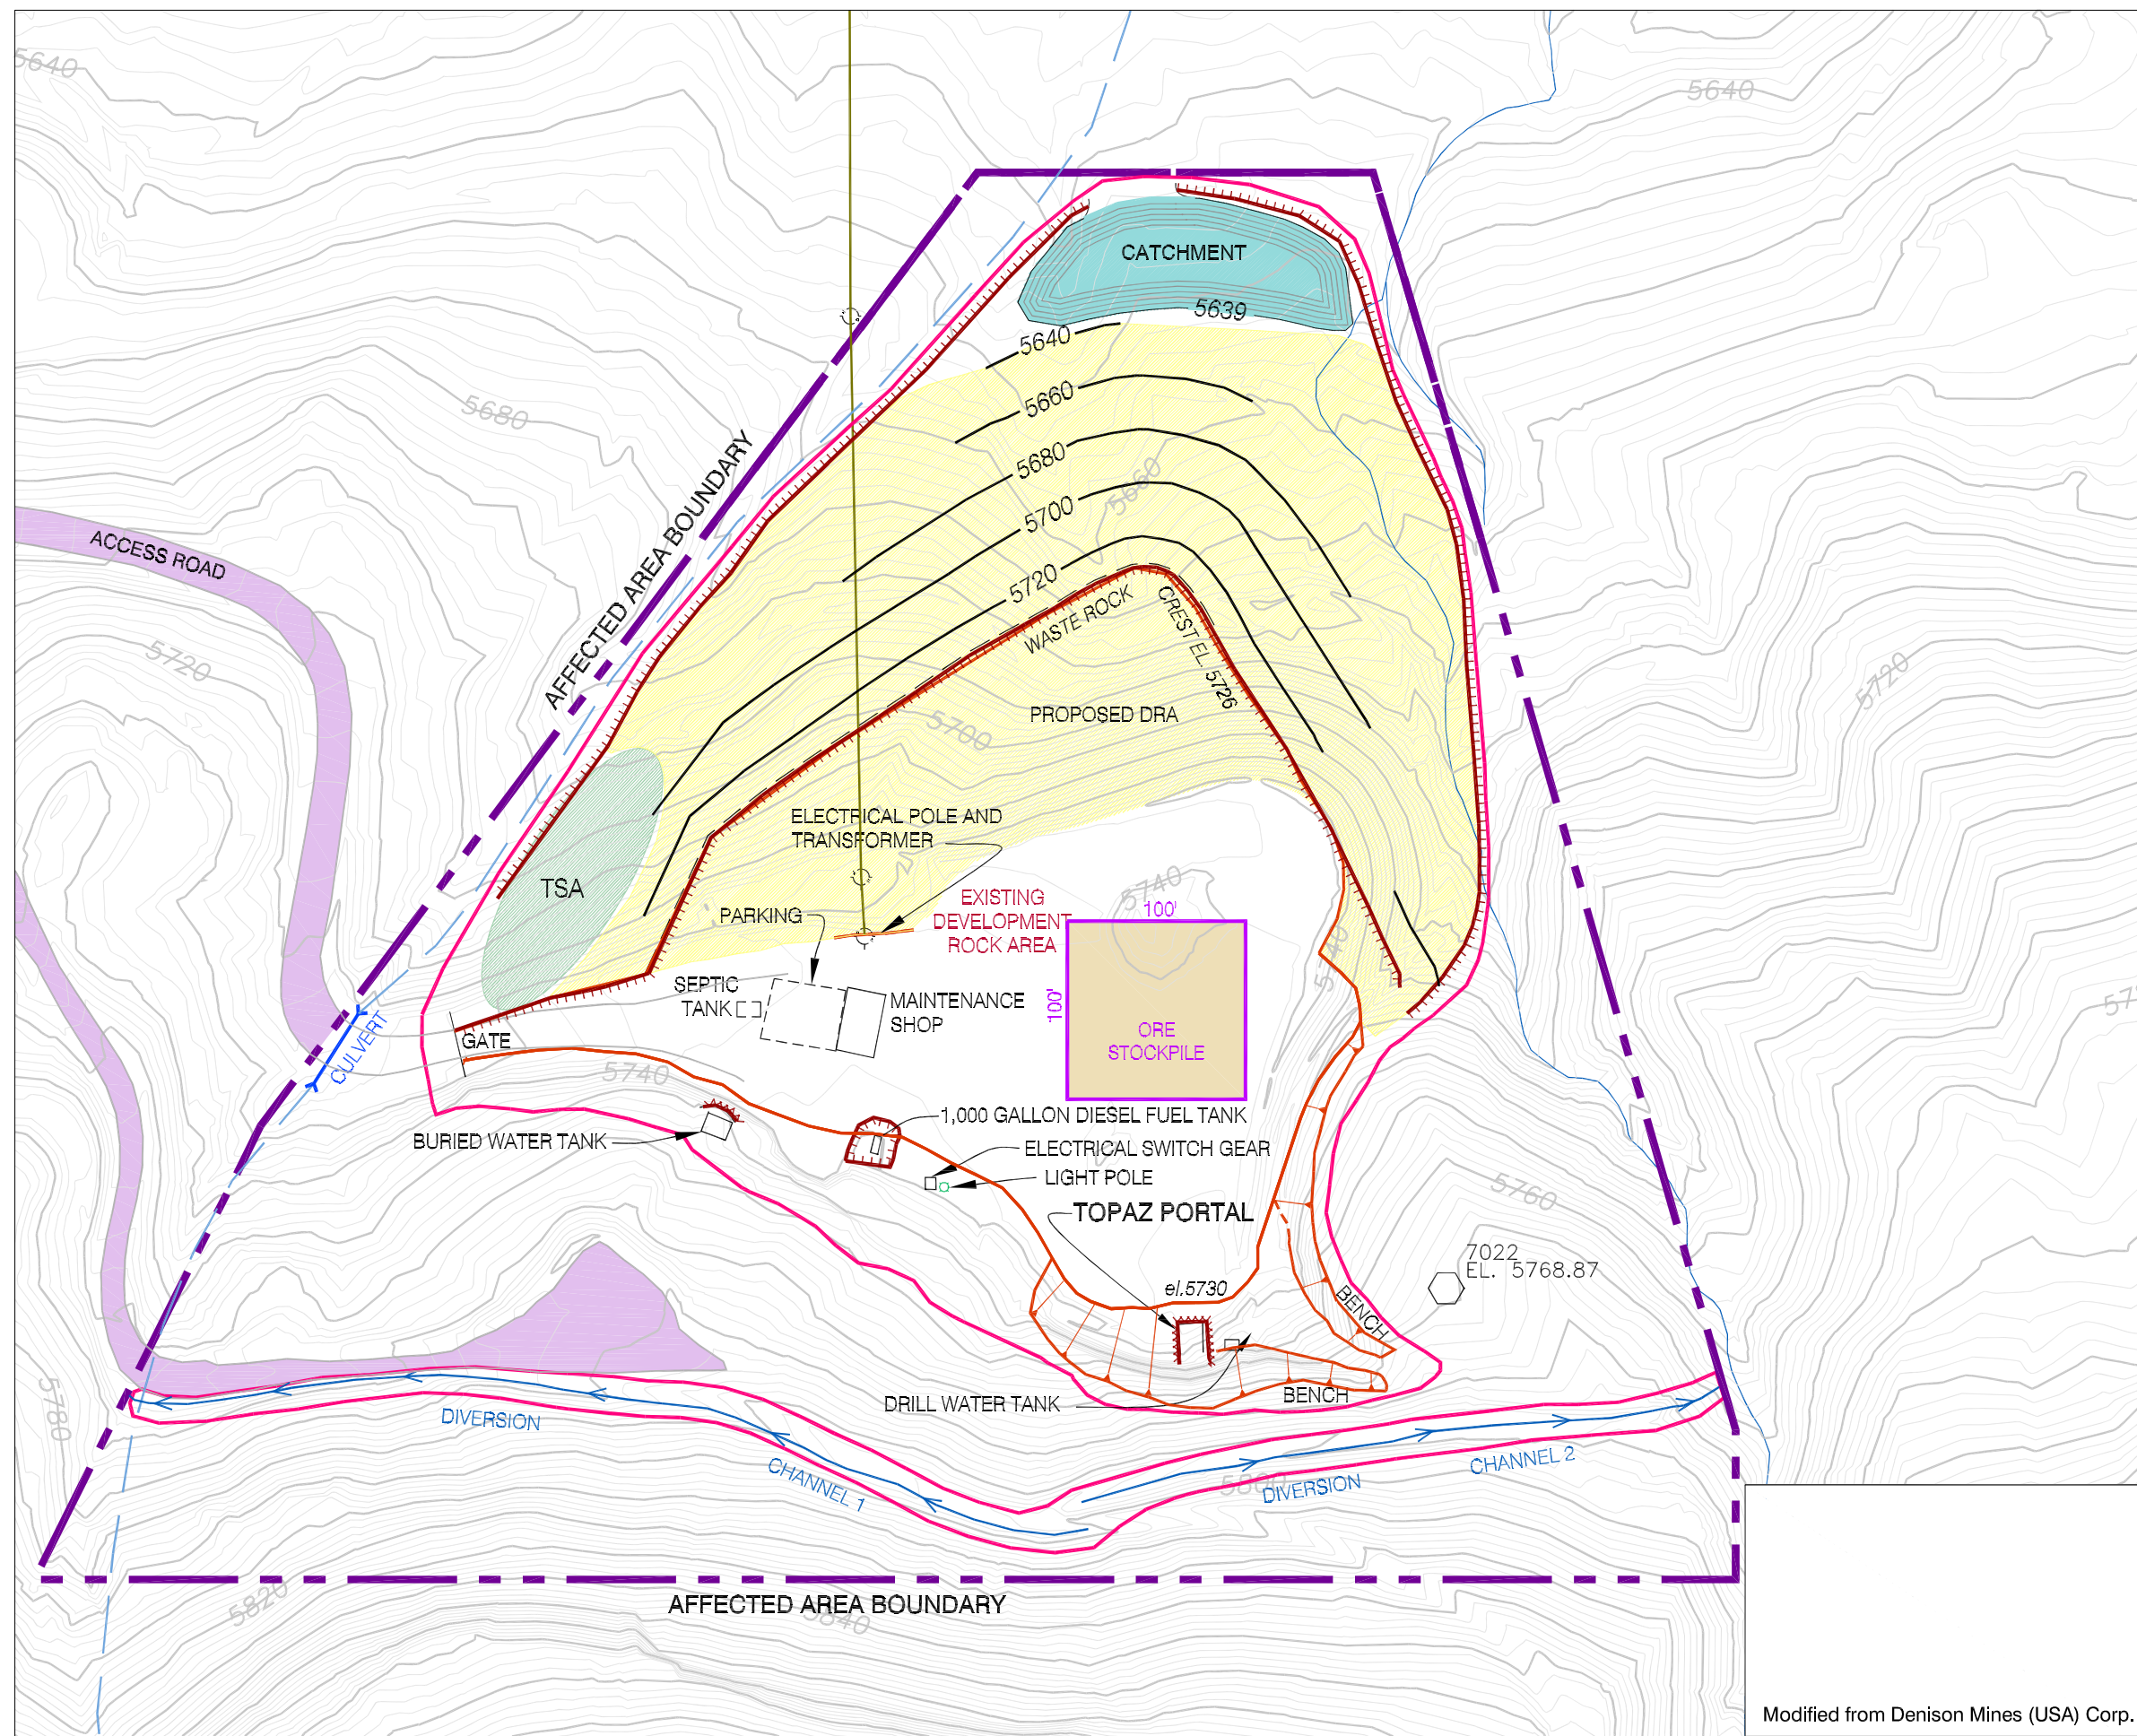 5640
5640
CATCHMENT
5639
5640
5660
5680
5680
5660
5700
ACCESS ROAD
AFFECTED AREA BOUNDARY
5720
WASTE ROCK
CREST EL. 5726
5720
5720
PROPOSED DRA
5700
ELECTRICAL POLE AND
TRANSFORMER
TSA
PARKING
EXISTING
DEVELOPMENT
ROCK AREA
5740
100'
5740
SEPTIC
TANK
MAINTENANCE
SHOP
100'
ORE
STOCKPILE
GATE
CULVERT
5740
1,000 GALLON DIESEL FUEL TANK
BURIED WATER TANK
ELECTRICAL SWITCH GEAR
LIGHT POLE
TOPAZ PORTAL
5760
7022
EL. 5768.87
el.5730
BENCH
BENCH
DRILL WATER TANK
5780
DIVERSION
CHANNEL 1
5800
DIVERSION
CHANNEL 2
5820
AFFECTED AREA BOUNDARY
5840
Modified from Denison Mines (USA) Corp.